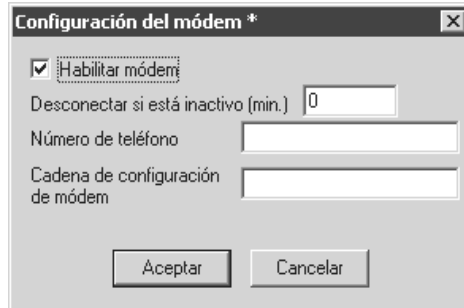 Configuración del módem *
Habilitar módem
Desconectar si está inactivo (min.) 0
Número de teléfono
Cadena de configuración
de módem
Aceptar Cancelar